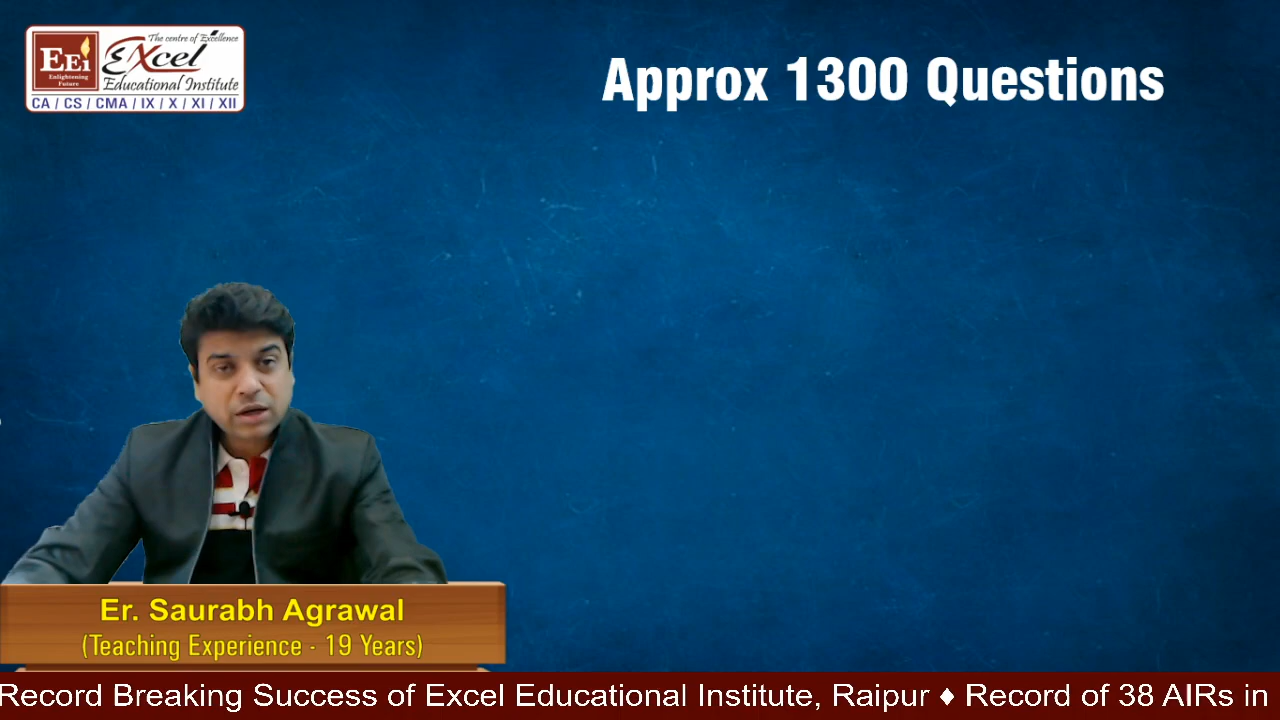 The centre of Excellence
EEi
Enlightening
Future
Excel
Educational Institute
CA / CS / CMA / IX / X / XI / XII
Approx 1300 Questions
Er. Saurabh Agrawal
(Teaching Experience - 19 Years)
Record Breaking Success of Excel Educational Institute, Raipur ♦ Record of 38 AIRs in